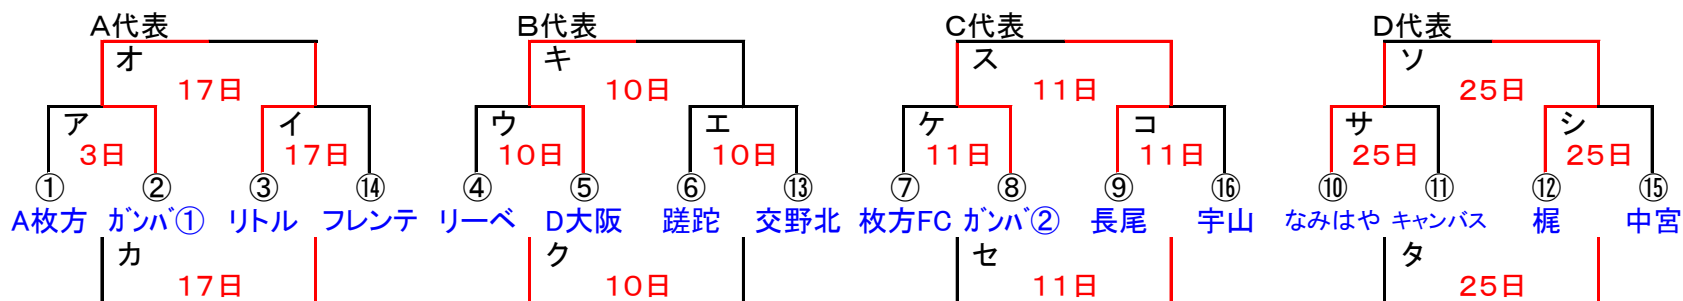 A代表 B代表 C代表 D代表
オ キ ス ソ
17日 10日 11日 25日
ア イ ウ エ ケ コ サ シ
3日 17日 10日 10日 11日 11日 25日 25日
① ② ③ ⑭ ④ ⑤ ⑥ ⑬ ⑦ ⑧ ⑨ ⑯ ⑩ ⑪ ⑫ ⑮
A枚方 ガンバ① リトル フレンテ リーベ D大阪 蹉跎 交野北 枚方FC ガンバ② 長尾 宇山 なみはや キャンバス 梶 中宮
カ ク セ タ
17日 10日 11日 25日